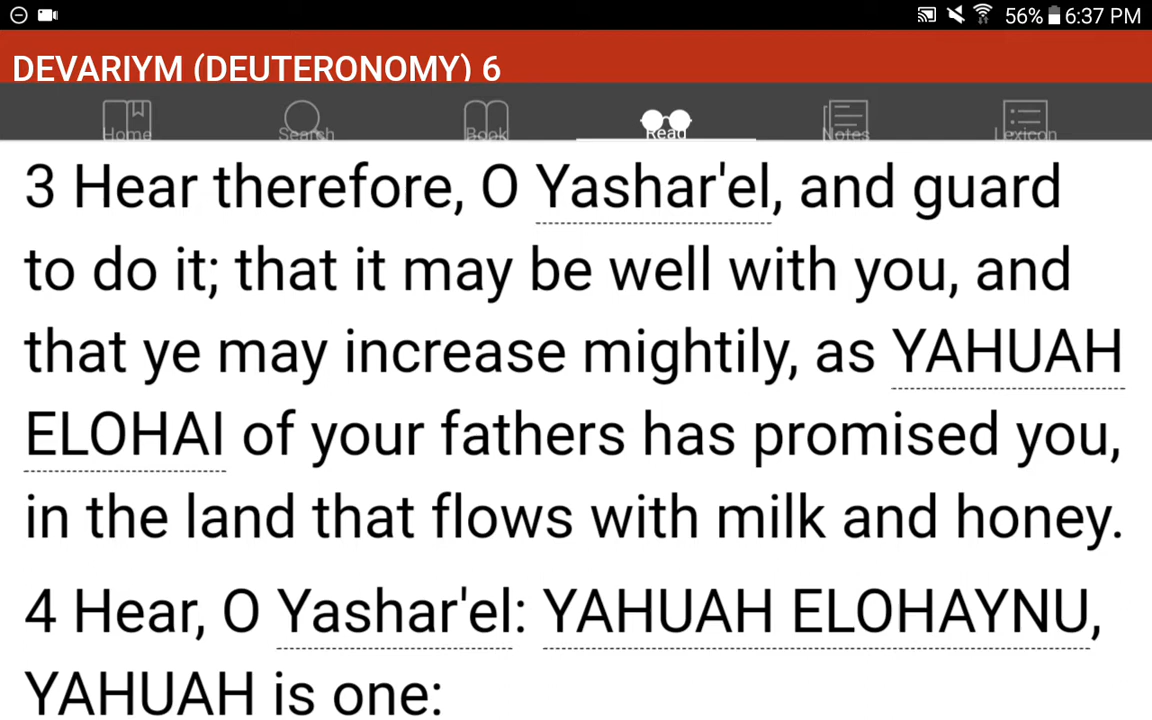 56% 6:37 PM
DEVARIYM (DEUTERONOMY) 6
Home Search Book Read Notes Lexicon
3 Hear therefore, O Yashar'el, and guard
to do it; that it may be well with you, and
that ye may increase mightily, as YAHUAH
ELOHAI of your fathers has promised you,
in the land that flows with milk and honey.
4 Hear, O Yashar'el: YAHUAH ELOHAYNU,
YAHUAH is one: